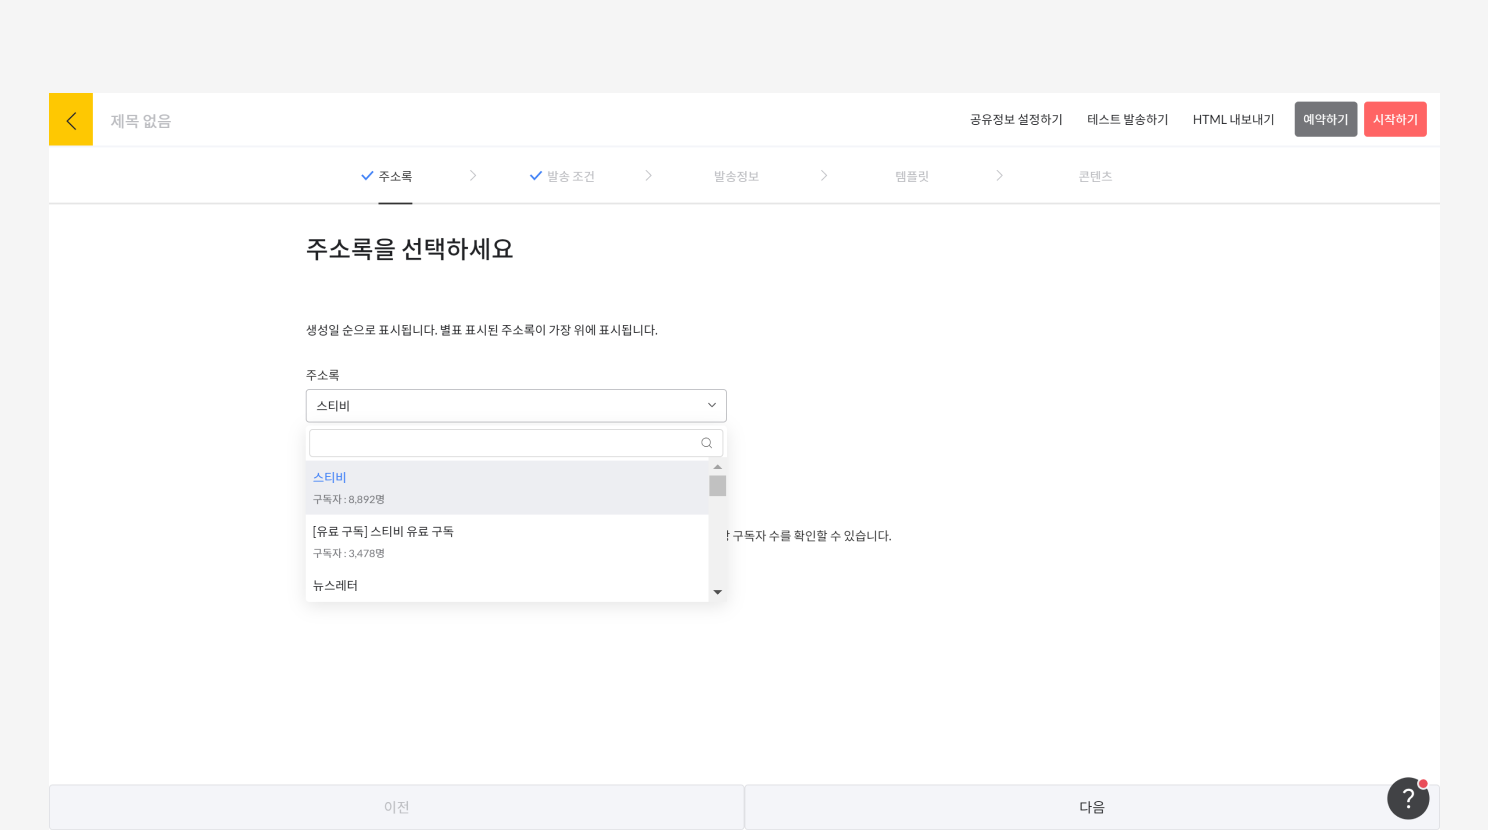 제목 없음
공유정보 설정하기
테스트 발송하기
HTML 내보내기
예약하기
시작하기
주소록
발송 조건
발송정보
템플릿
콘텐츠
주소록을 선택하세요
생성일 순으로 표시됩니다. 별표 표시된 주소록이 가장 위에 표시됩니다.
주소록
스티비
스티비
구독자 : 8,892명
[유료 구독] 스티비 유료 구독
구독자 : 3,478명
구독자 수를 확인할 수 있습니다.
뉴스레터
이전
다음
?